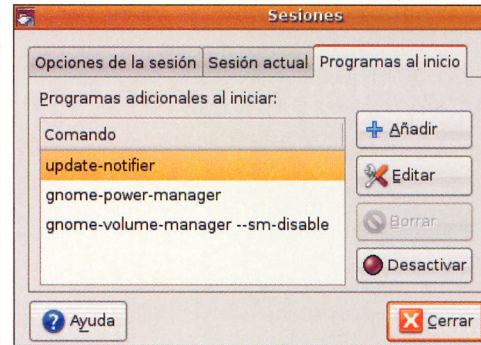 Sesiones
Opciones de la sesión Sesión actual Programas al inicio
Programas adicionales al iniciar:
Comando
update-notifier
gnome-power-manager
gnome-volume-manager --sm-disable
Añadir
Editar
Borrar
Desactivar
Ayuda
Cerrar